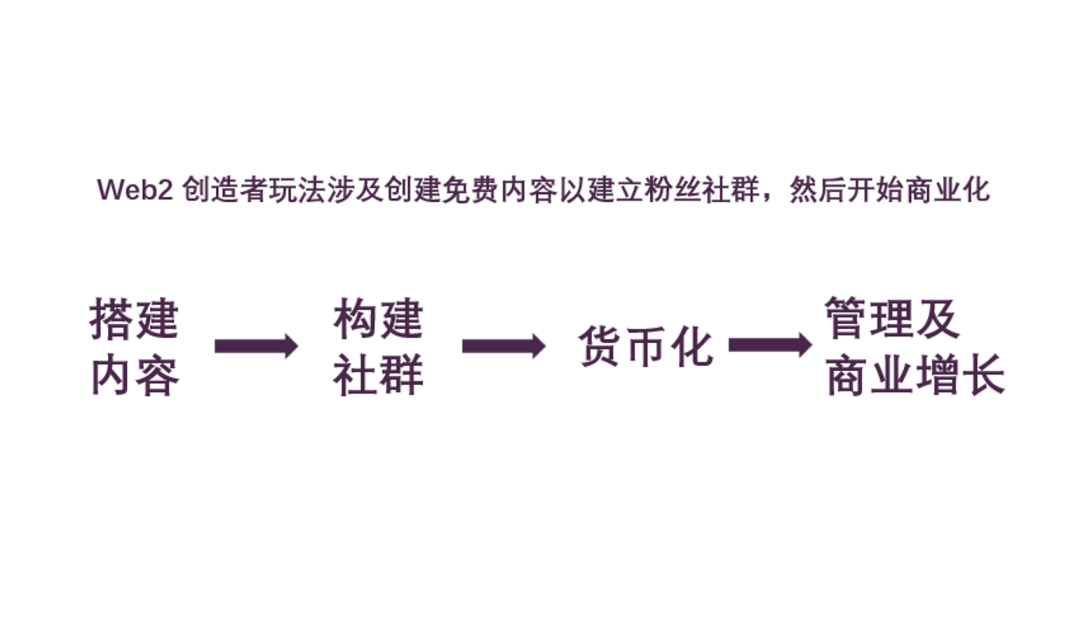 Web2 创造者玩法涉及创建免费内容以建立粉丝社群，然后开始商业化
搭建
内容
构建
社群
货币化
管理及
商业增长